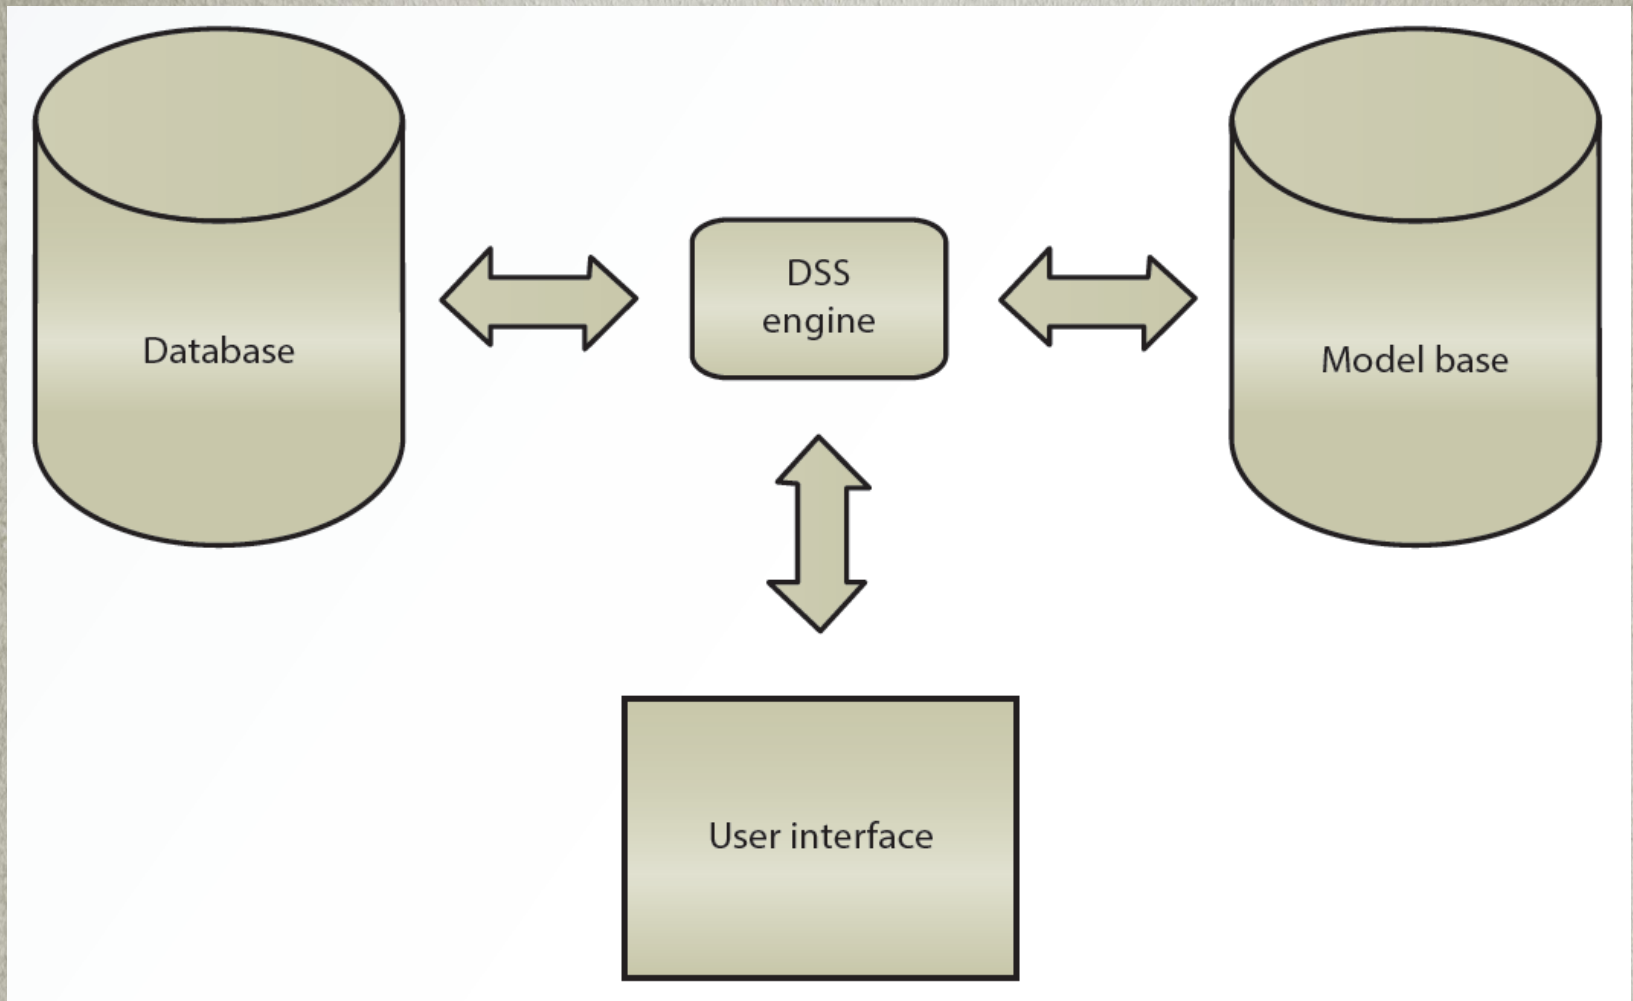 Database
DSS
engine
Model base
User interface